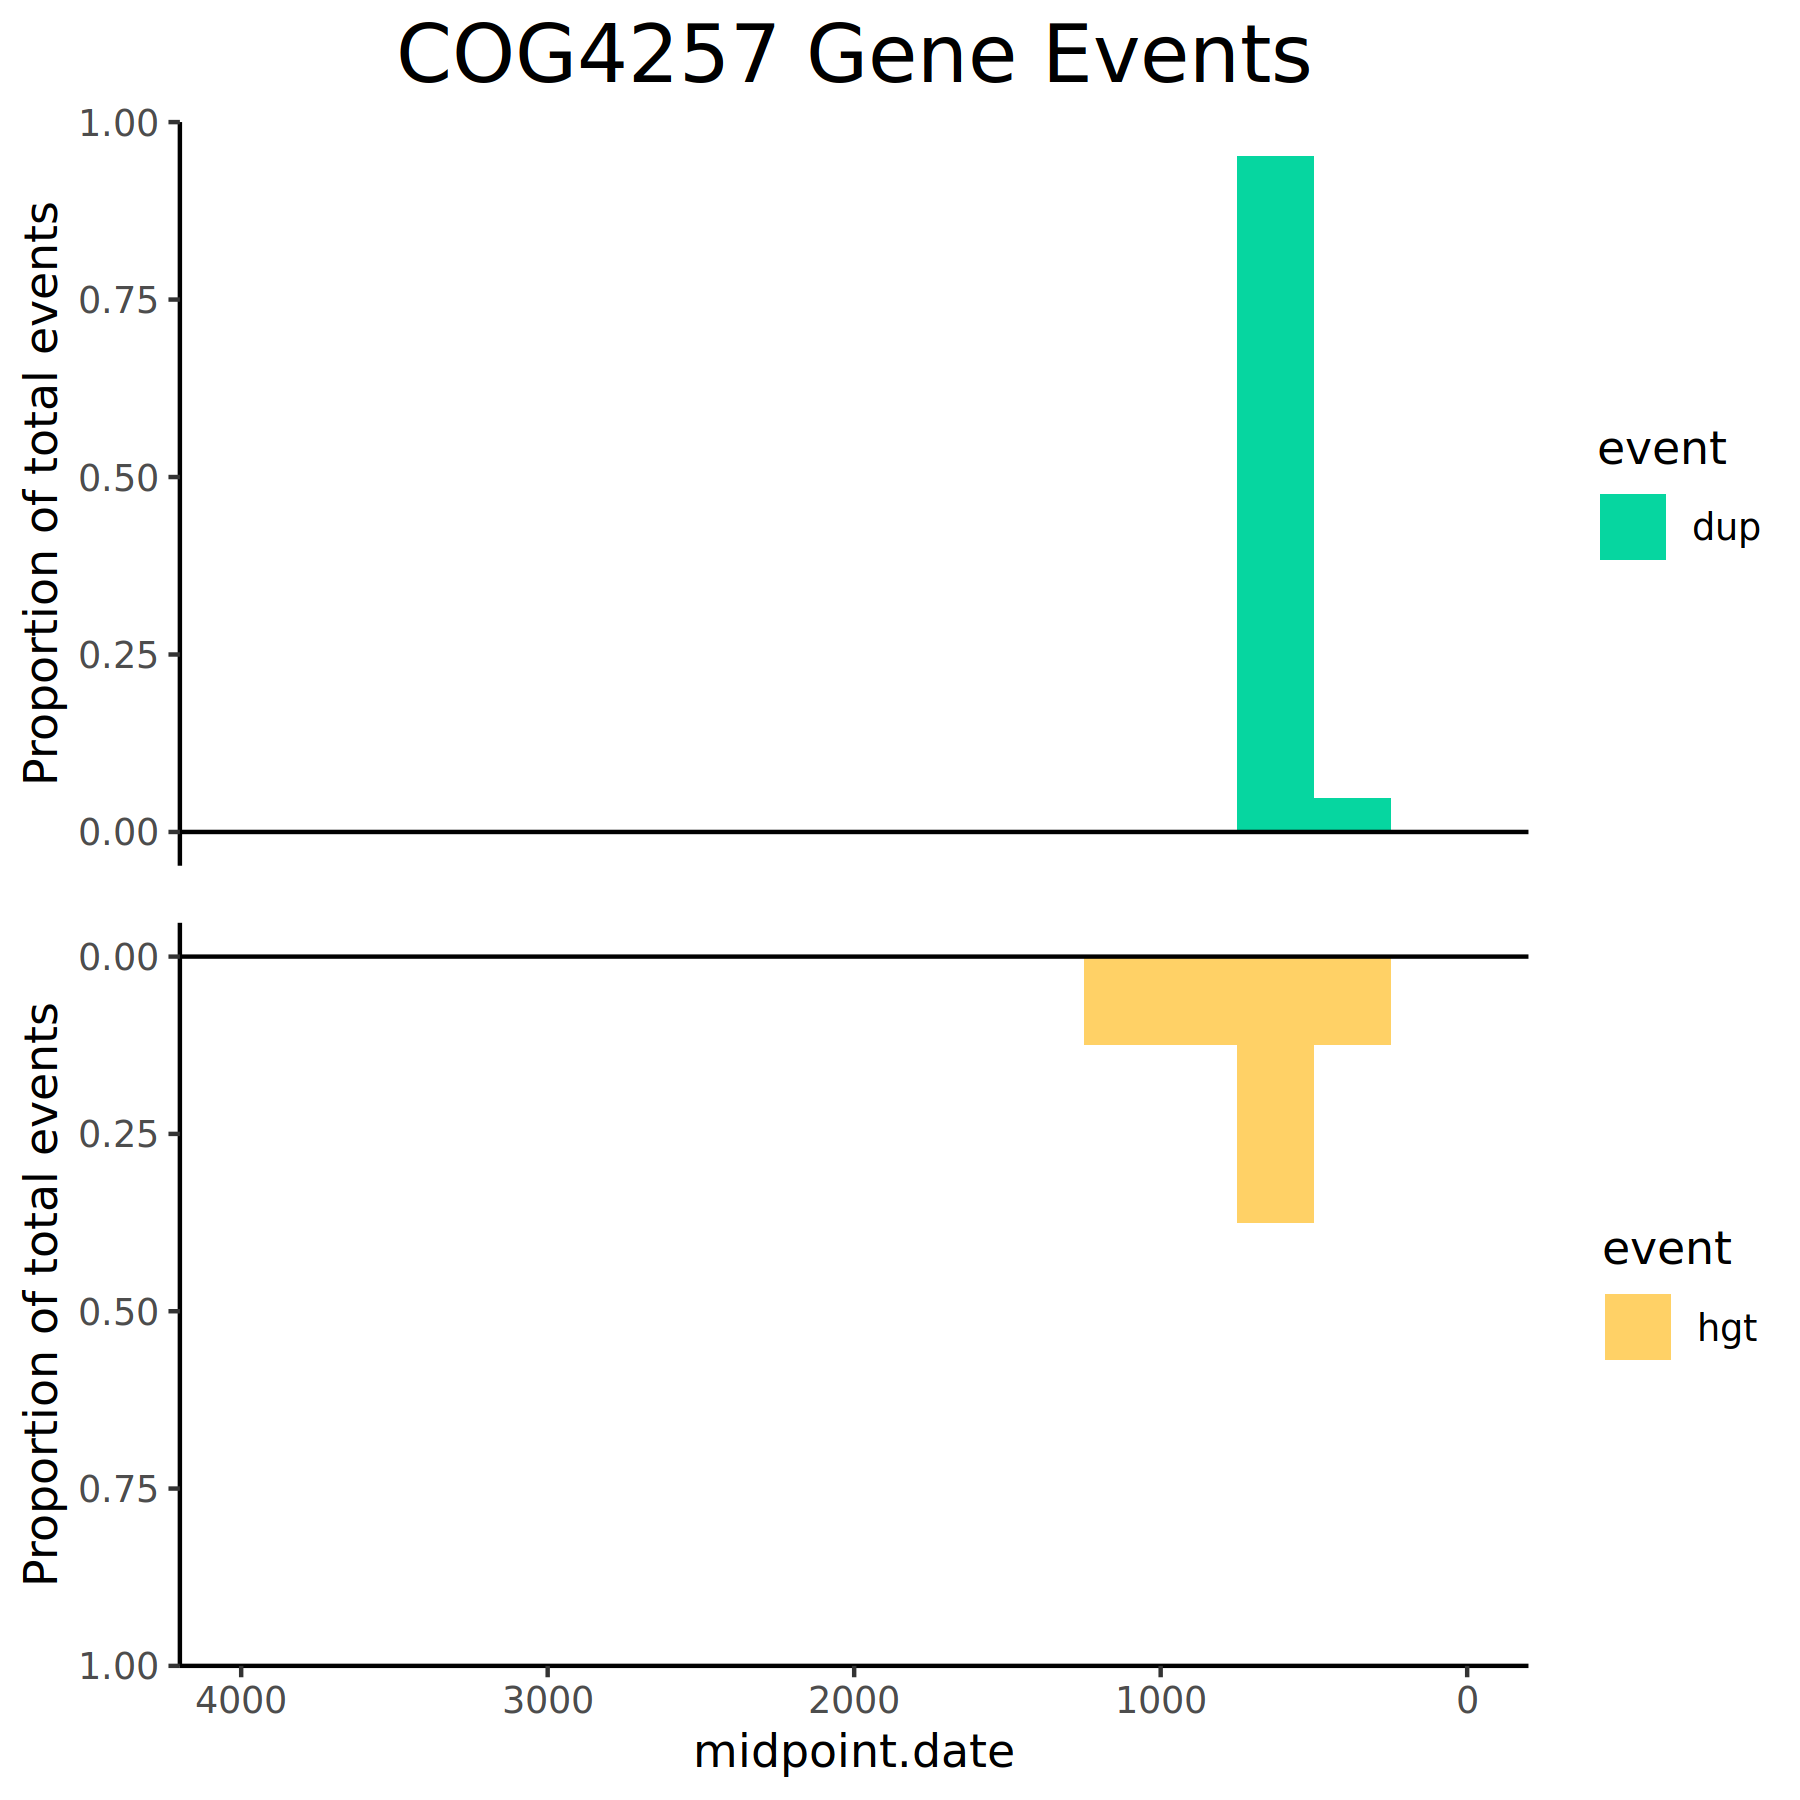 COG4257 Gene Events
Proportion of total events
1.00
0.75
0.50
0.25
0.00
event
dup
Proportion of total events
0.00
0.25
0.50
0.75
1.00
event
hgt
4000 3000 2000 1000 0
midpoint.date